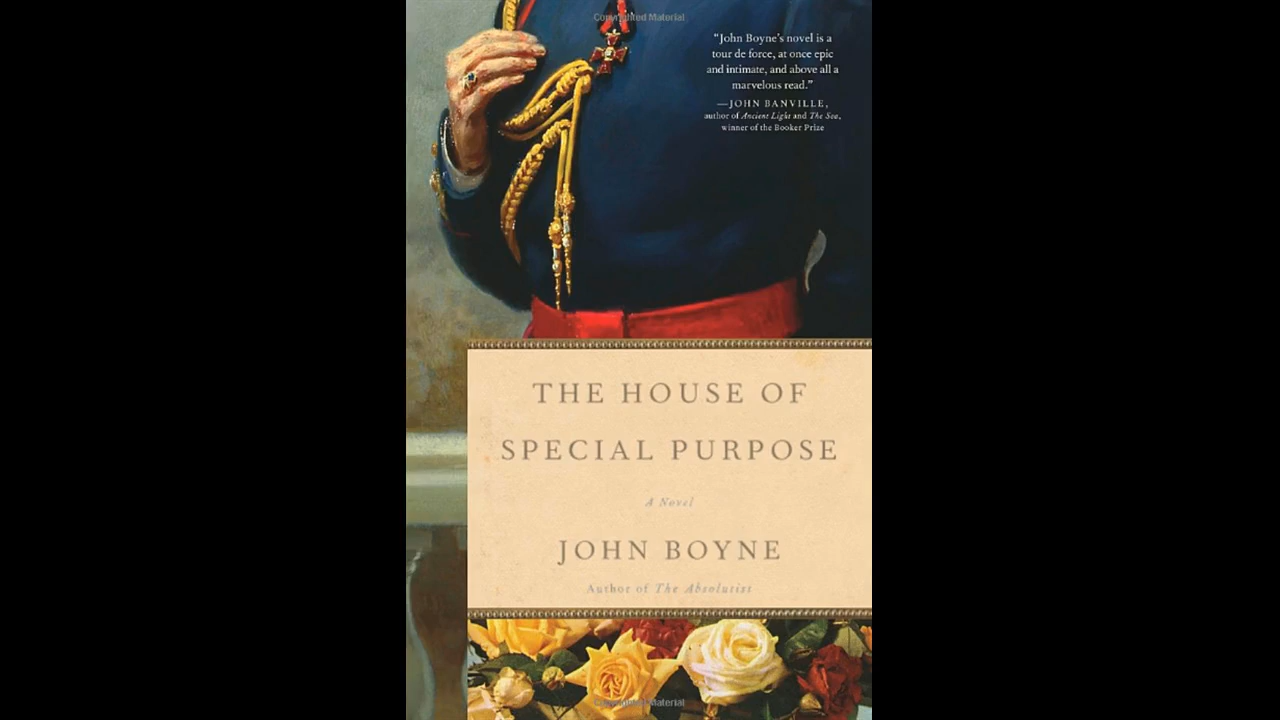 Copyrighted Material
“John Boyne’s novel is a
tour de force, at once epic
and intimate, and above all a
marvelous read.”
—JOHN BANVILLE,
author of Ancient Light and The Sea,
winner of the Booker Prize
THE HOUSE OF
SPECIAL PURPOSE
A Novel
JOHN BOYNE
Author of The Absolutist
Copyrighted Material